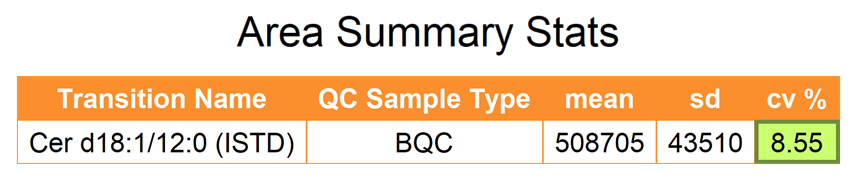 Area Summary Stats
Transition Name QC Sample Type mean sd cv %
Cer d18:1/12:0 (ISTD) BQC 508705 43510 8.55